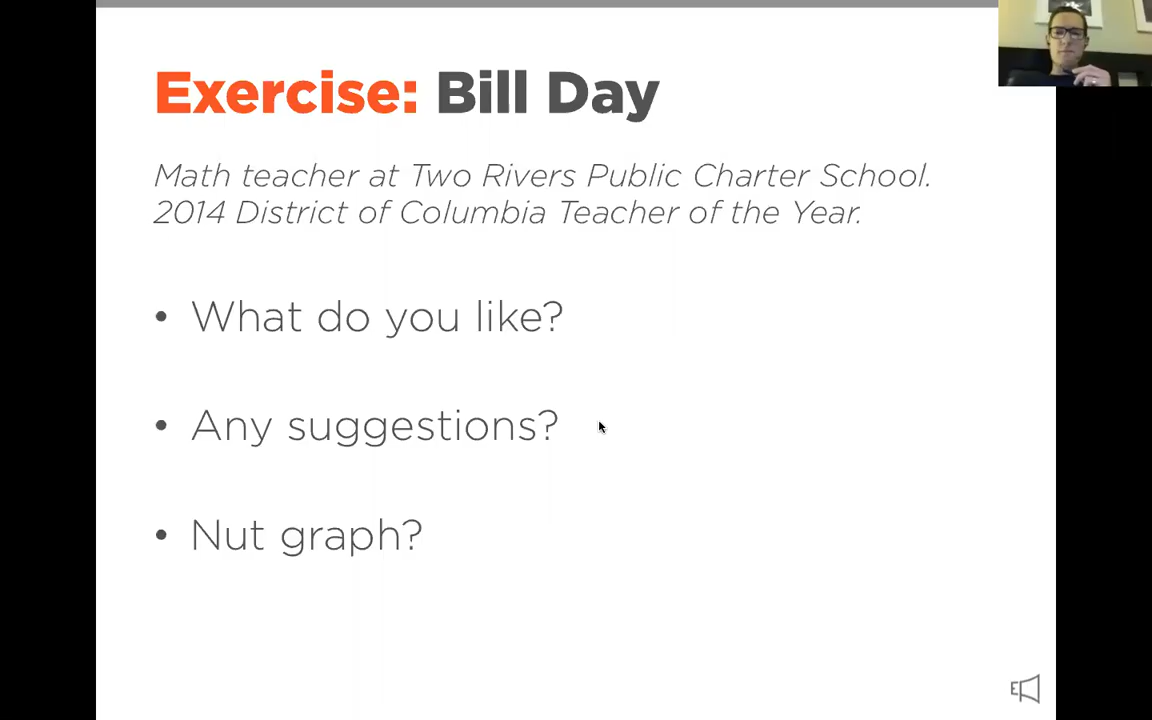 Exercise: Bill Day
Math teacher at Two Rivers Public Charter School.
2014 District of Columbia Teacher of the Year.
• What do you like?
• Any suggestions?
• Nut graph?